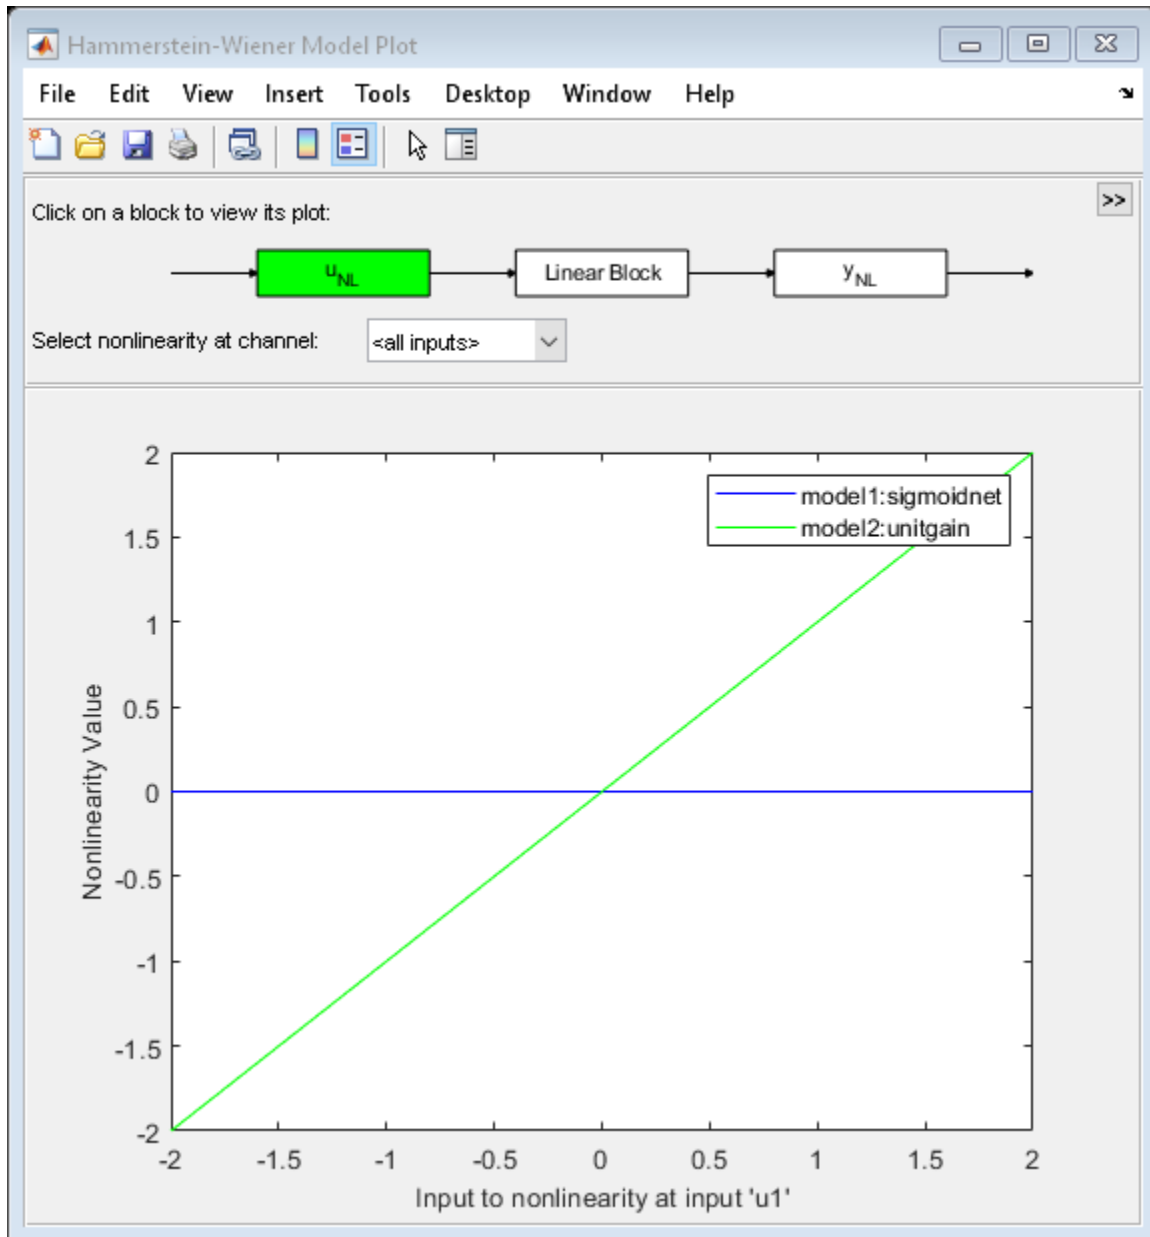 Hammerstein-Wiener Model Plot
File Edit View Insert Tools Desktop Window Help
>>
Click on a block to view its plot:
uNL Linear Block yNL
Select nonlinearity at channel: <all inputs>
2
1.5
1
0.5
0
-0.5
-1
-1.5
-2
Nonlinearity Value
model1:sigmoidnet
model2:unitgain
-2 -1.5 -1 -0.5 0 0.5 1 1.5 2
Input to nonlinearity at input 'u1'